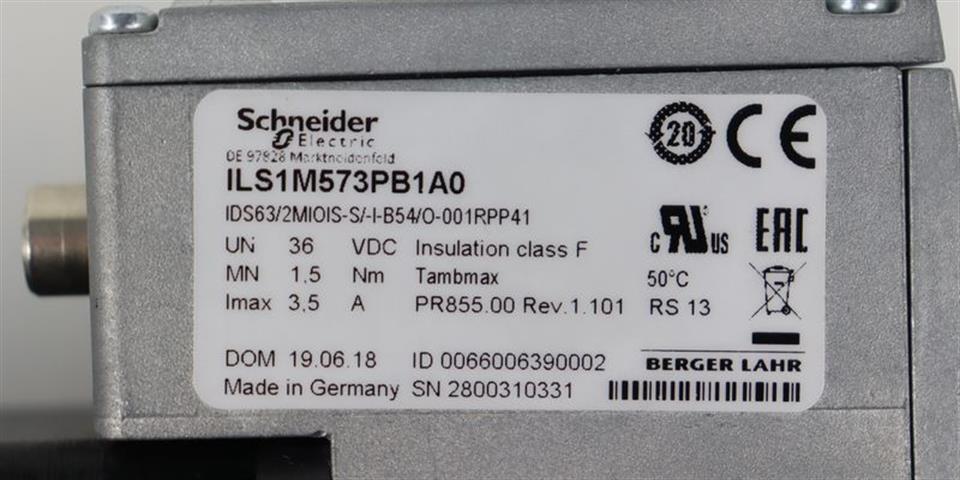 Schneider
Electric
DE 97828 Marktheidenfeld
ILS1M573PB1A0
IDS63/2MIOIS-S/-I-B54/O-001RPP41
UN 36 VDC Insulation class F
MN 1,5 Nm Tambmax 50°C
Imax 3,5 A PR855.00 Rev.1.101 RS 13
DOM 19.06.18 ID 0066006390002
Made in Germany SN 2800310331
20 CE
c RU US EAC
BERGER LAHR